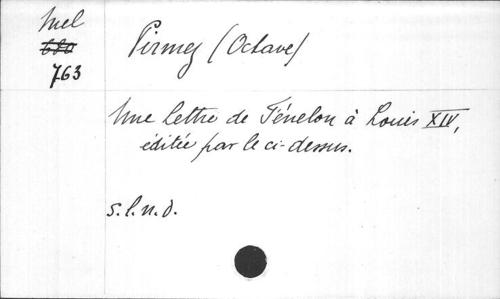 Mel
680
763
Pirmez (Octave)
Une lettre de Fénelon à Louis XIV,
éditée par le ci-dessus.
s.l.n.d.